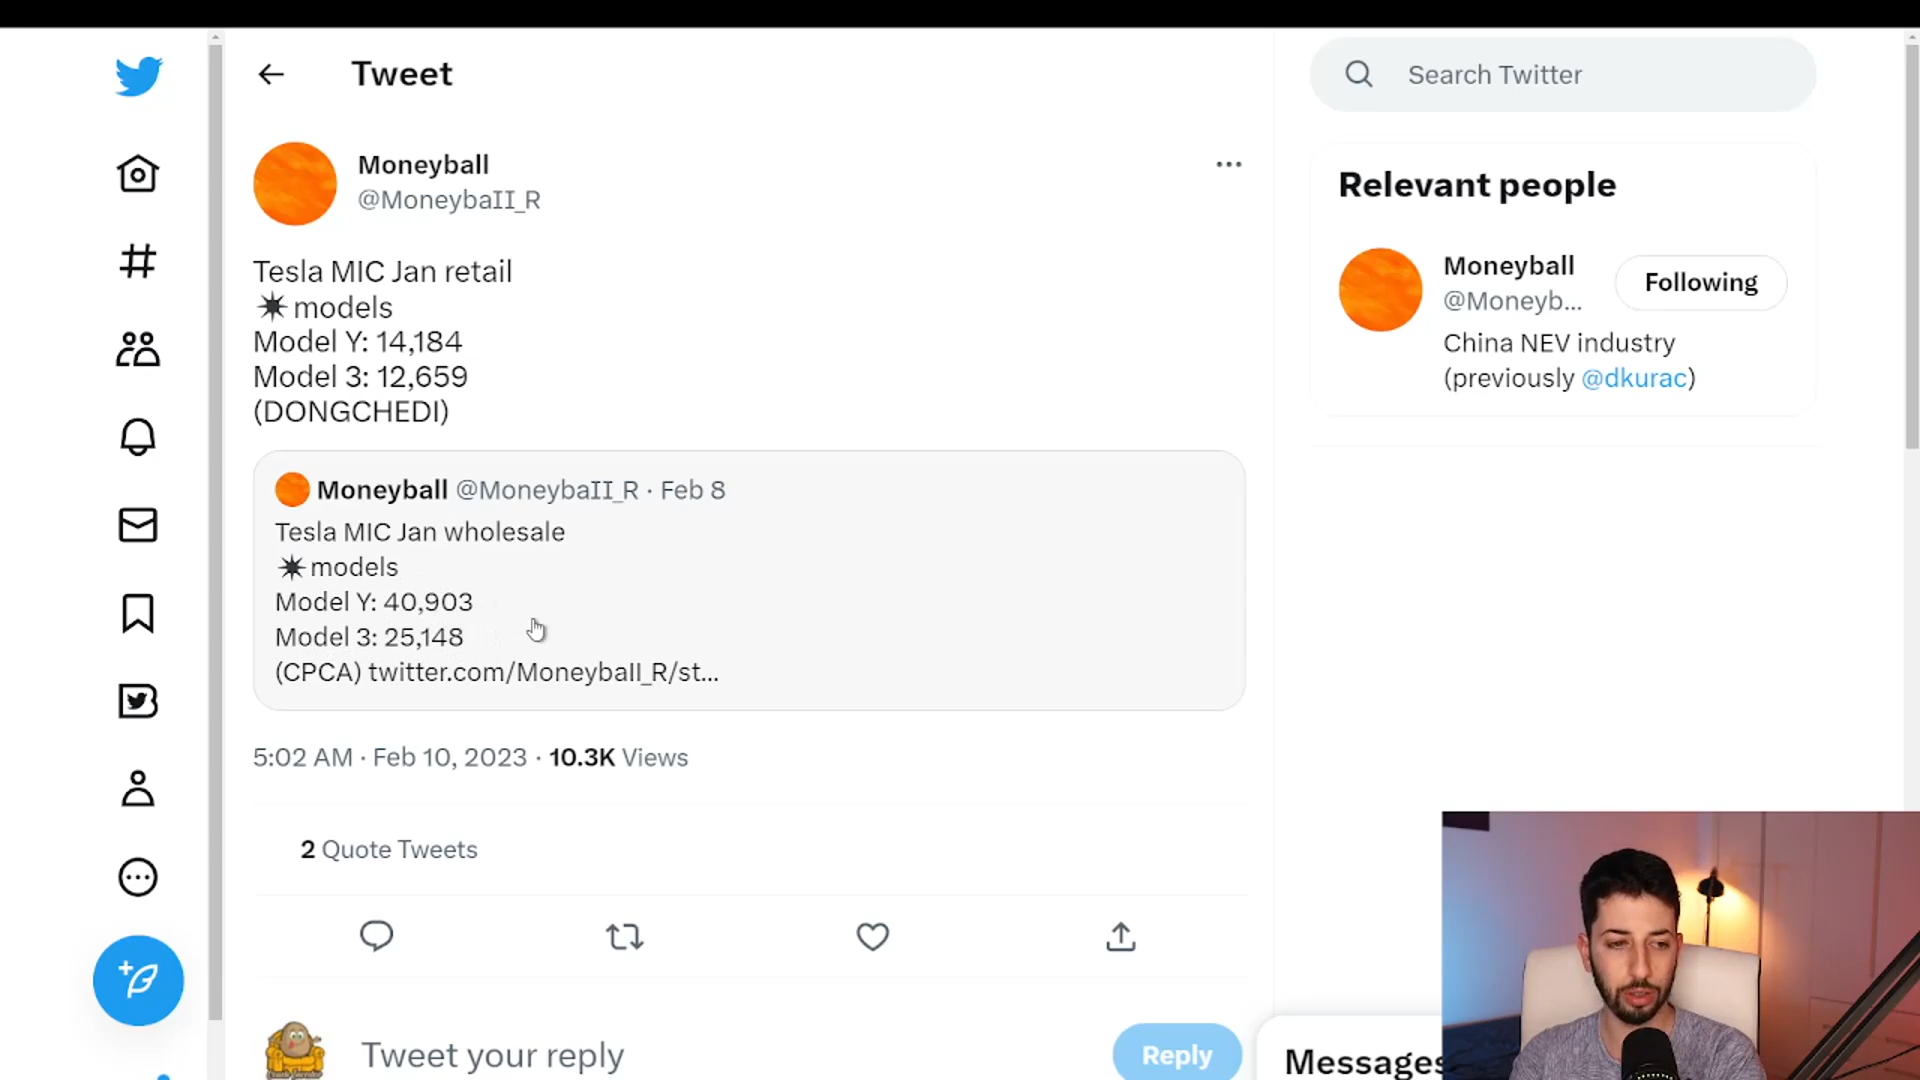 Tweet
Search Twitter
Moneyball
@MoneybaII_R
Tesla MIC Jan retail
✴models
Model Y: 14,184
Model 3: 12,659
(DONGCHEDI)
Moneyball @MoneybaII_R · Feb 8
Tesla MIC Jan wholesale
✴models
Model Y: 40,903
Model 3: 25,148
(CPCA) twitter.com/MoneybaII_R/st...
5:02 AM · Feb 10, 2023 · 10.3K Views
2 Quote Tweets
Tweet your reply
Reply
Relevant people
Moneyball
@Moneyb...
Following
China NEV industry
(previously @dkurac)
Messages